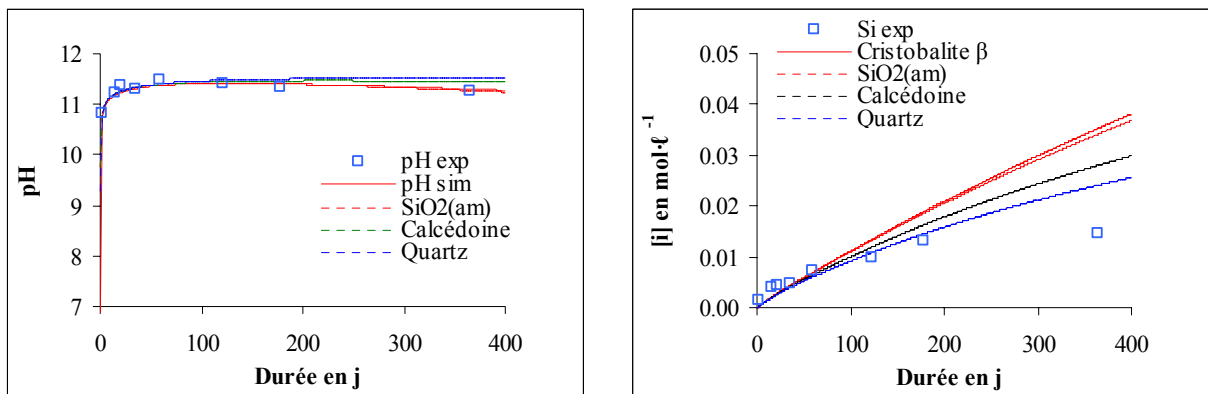 12
11
10
9
8
7
pH
pH exp
pH sim
SiO2(am)
Calcédoine
Quartz
0
100
200
300
400
Durée en j
0.05
0.04
0.03
0.02
0.01
0.00
[i] en mol·ℓ⁻¹
Si exp
Cristobalite β
SiO2(am)
Calcédoine
Quartz
0
100
200
300
400
Durée en j